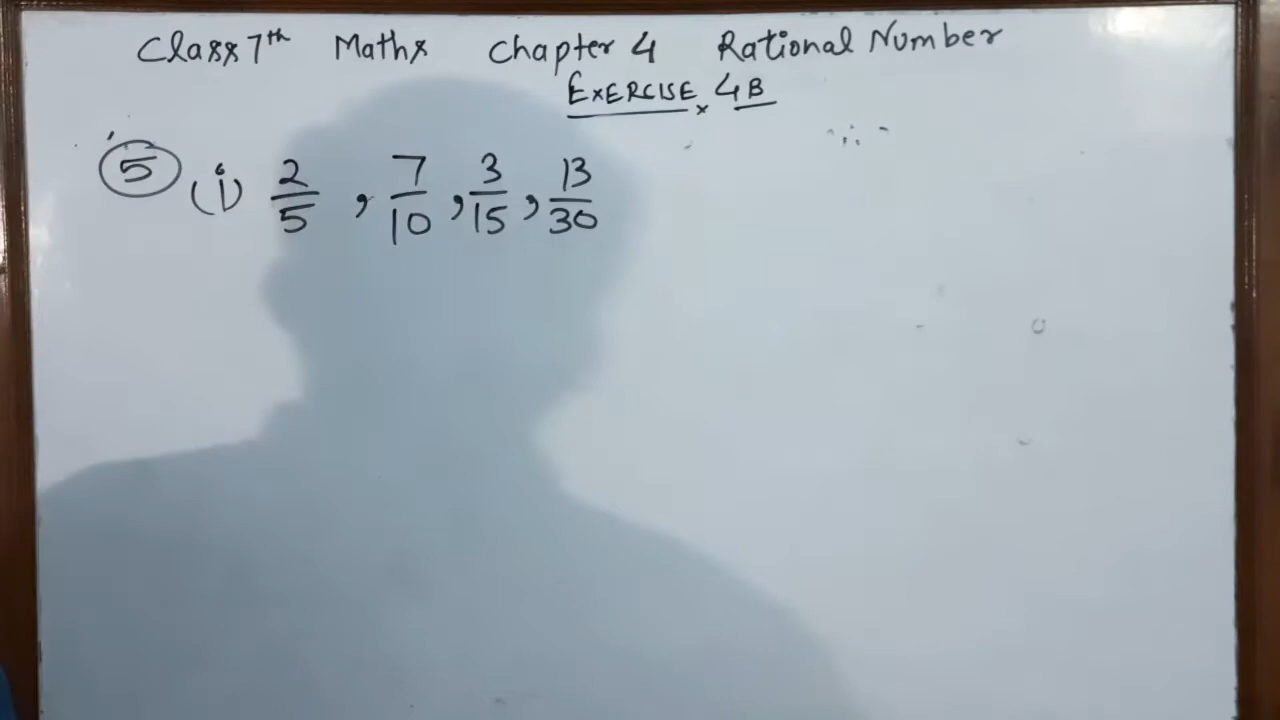 Class 7th Maths Chapter 4 Rational Number
EXERCISE 4B
5 (i) 2/5 , 7/10 , 3/15 , 13/30